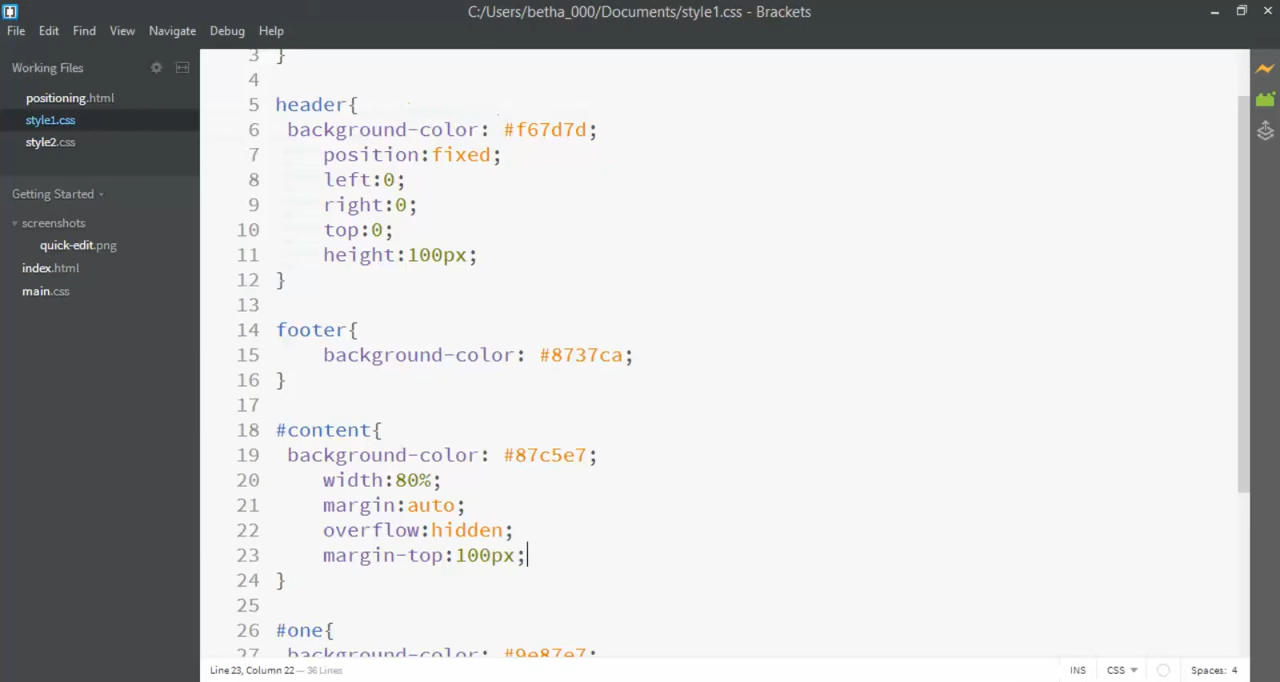 C:/Users/betha_000/Documents/style1.css - Brackets
File Edit Find View Navigate Debug Help
Working Files
positioning.html
style1.css
style2.css
Getting Started
screenshots
quick-edit.png
index.html
main.css
3 }
4
5 header{
6 background-color: #f67d7d;
7 position:fixed;
8 left:0;
9 right:0;
10 top:0;
11 height:100px;
12 }
13
14 footer{
15 background-color: #8737ca;
16 }
17
18 #content{
19 background-color: #87c5e7;
20 width:80%;
21 margin:auto;
22 overflow:hidden;
23 margin-top:100px;
24 }
25
26 #one{
27 background-color: #9e87e7;
Line 23, Column 22 — 36 Lines
INS CSS Spaces: 4